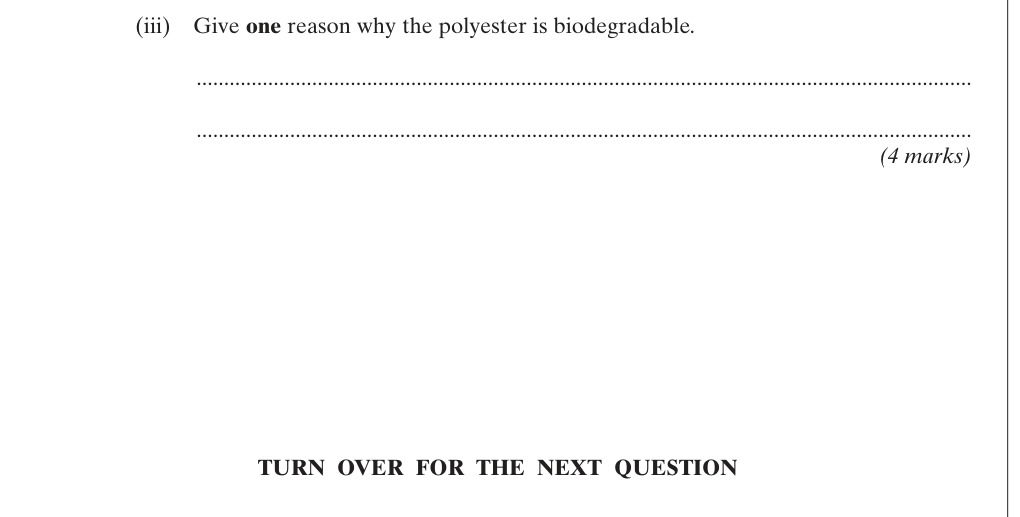 (iii) Give one reason why the polyester is biodegradable.
................................................................................................................................................
................................................................................................................................................
(4 marks)
TURN OVER FOR THE NEXT QUESTION